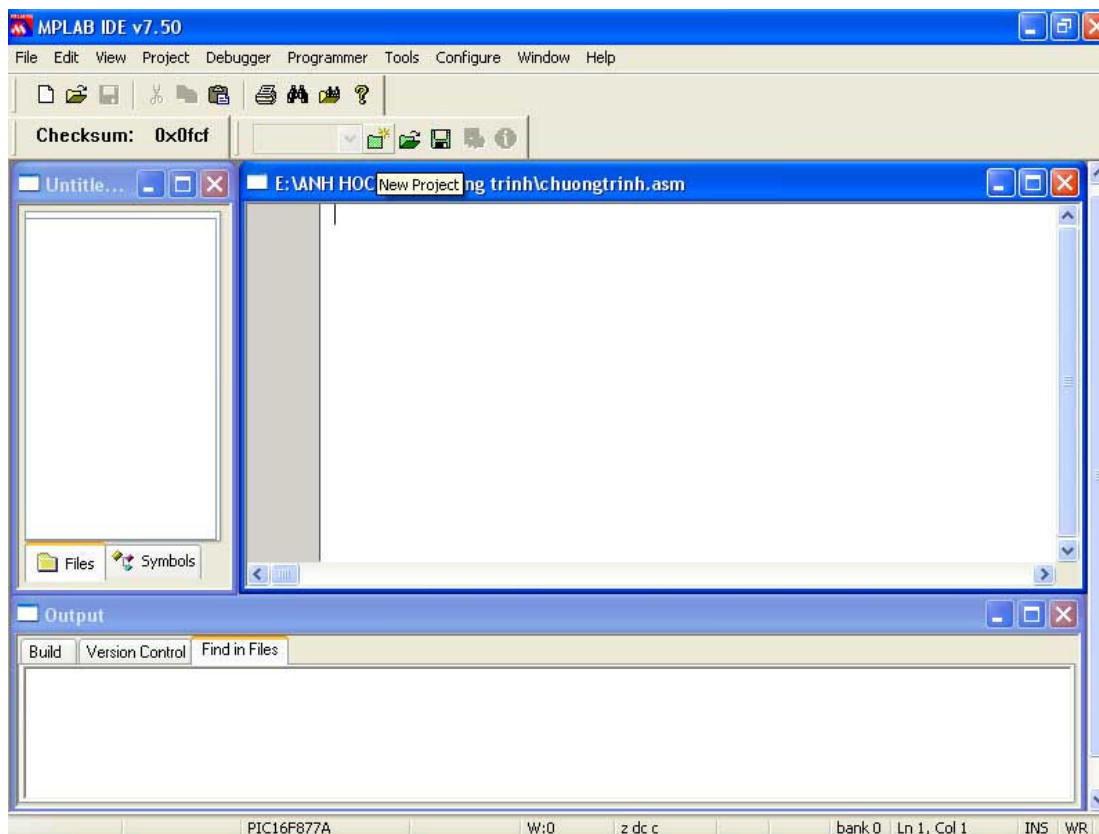 MPLAB IDE v7.50
File Edit View Project Debugger Programmer Tools Configure Window Help
Checksum: 0x0fcf
Untitle...
E:\ANH HOC
New Project
ng trinh\chuongtrinh.asm
Files Symbols
Output
Build Version Control Find in Files
PIC16F877A W:0 z dc c bank 0 Ln 1, Col 1 INS WR